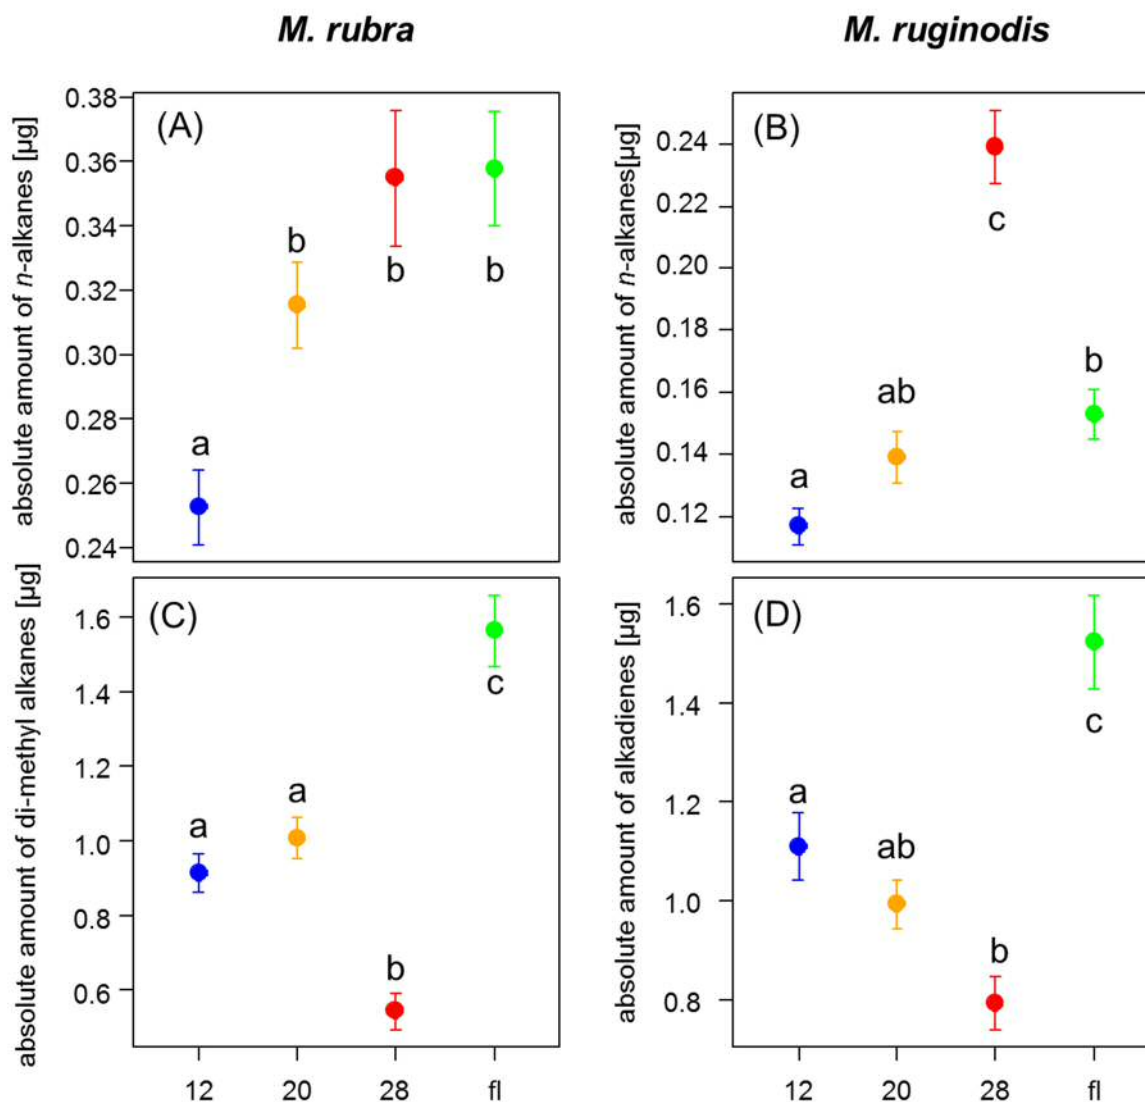 M. rubra
M. ruginodis
absolute amount of n-alkanes [µg]
0.38
0.36
0.34
0.32
0.30
0.28
0.26
0.24
(A)
a
b
b
b
absolute amount of n-alkanes[µg]
0.24
0.22
0.20
0.18
0.16
0.14
0.12
(B)
a
ab
c
b
absolute amount of di-methyl alkanes [µg]
1.6
1.4
1.2
1.0
0.8
0.6
(C)
a
a
b
c
12 20 28 fl
absolute amount of alkadienes [µg]
1.6
1.4
1.2
1.0
0.8
(D)
a
ab
b
c
12 20 28 fl